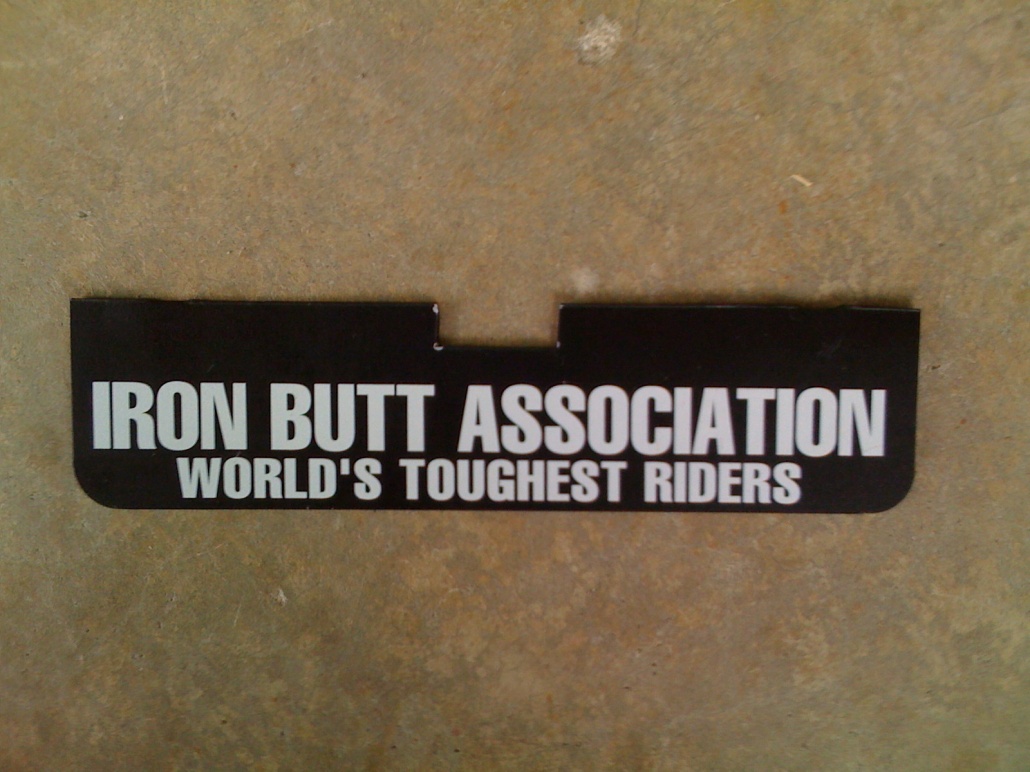 IRON BUTT ASSOCIATION
WORLD'S TOUGHEST RIDERS